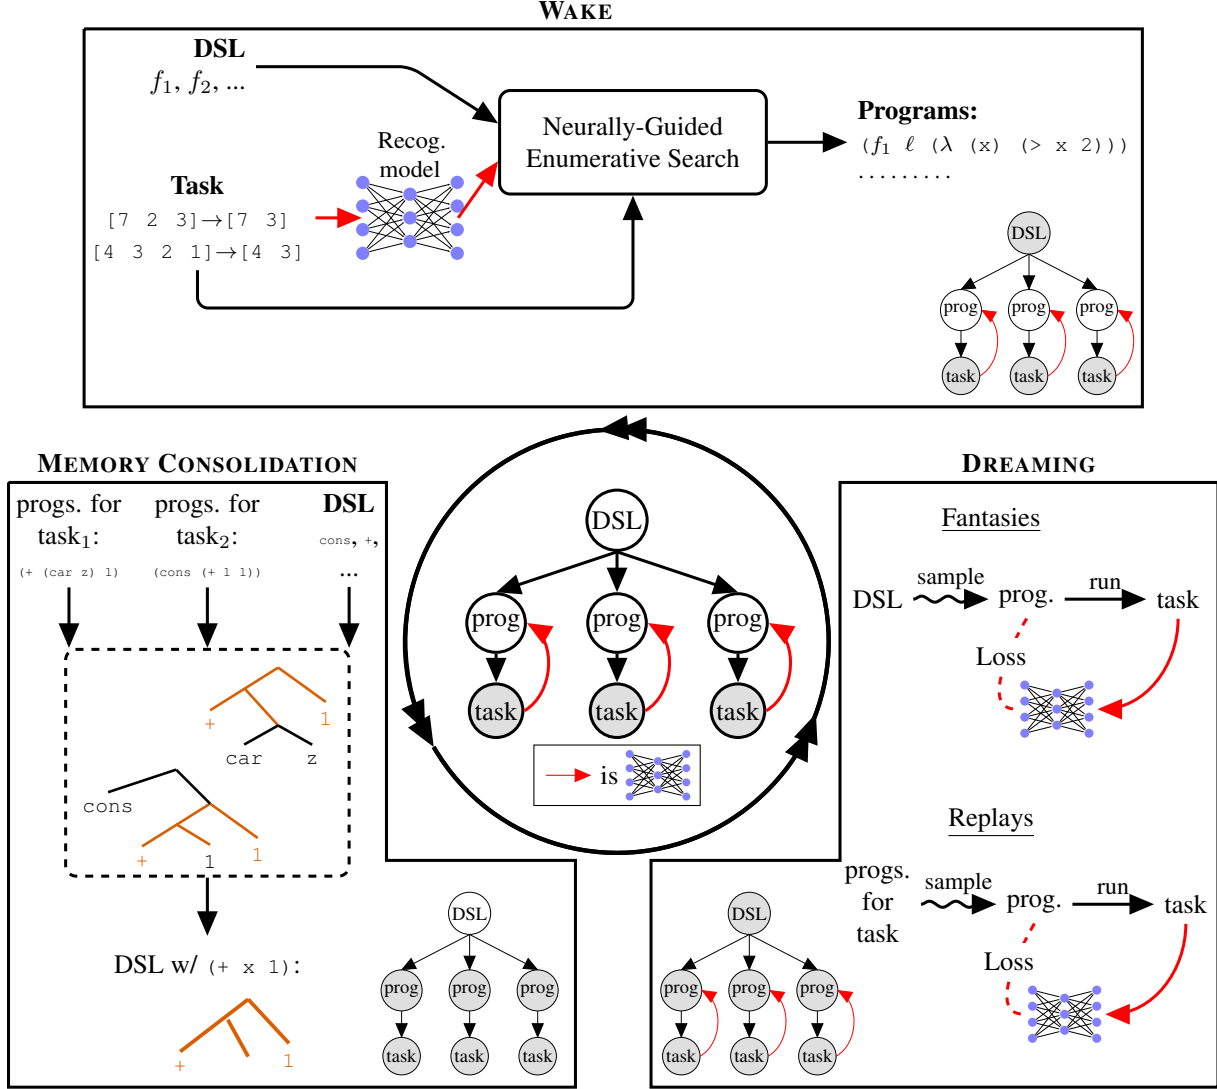 WAKE
DSL
f1, f2, ...
Recog.
model
Task
[7 2 3]→[7 3]
[4 3 2 1]→[4 3]
Neurally-Guided
Enumerative Search
Programs:
(f1 ℓ (λ (x) (> x 2)))
.........
DSL
prog prog prog
task task task
MEMORY CONSOLIDATION
progs. for
task1:
(+ (car z) 1)
progs. for
task2:
(cons (+ 1 1))
DSL
cons, +,
...
+ 1
car z
cons
+ 1 1
DSL w/ (+ x 1):
+ 1
DSL
prog prog prog
task task task
DSL
prog prog prog
task task task
is
DREAMING
Fantasies
DSL sample prog. run task
Loss
Replays
progs.
for
task
sample prog. run task
Loss
DSL
prog prog prog
task task task